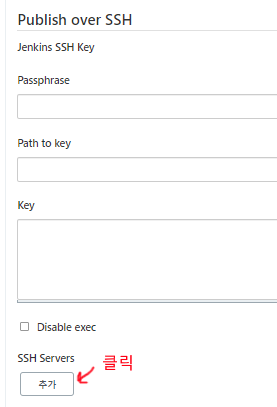 Publish over SSH
Jenkins SSH Key
Passphrase
Path to key
Key
Disable exec
SSH Servers
클릭
추가